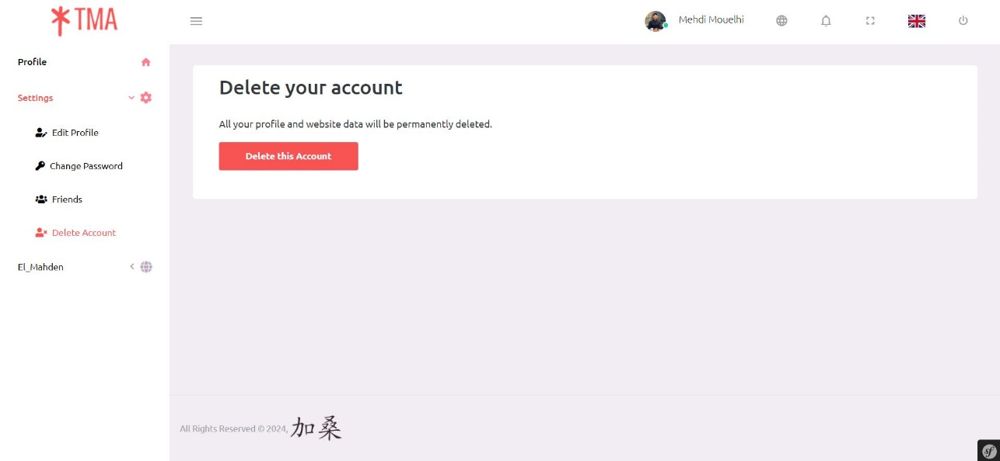 TMA
Mehdi Mouelhi
Profile
Settings
Edit Profile
Change Password
Friends
Delete Account
El_Mahden
Delete your account
All your profile and website data will be permanently deleted.
Delete this Account
All Rights Reserved © 2024, 加桑
sf